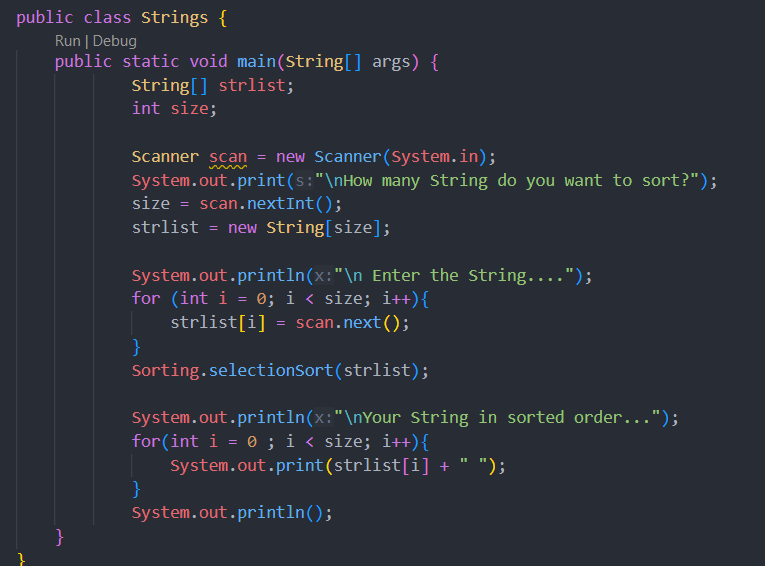 public class Strings {
Run | Debug
public static void main(String[] args) {
String[] strlist;
int size;
Scanner scan = new Scanner(System.in);
System.out.print(s:"\nHow many String do you want to sort?");
size = scan.nextInt();
strlist = new String[size];
System.out.println(x:"\n Enter the String....");
for (int i = 0; i < size; i++){
strlist[i] = scan.next();
}
Sorting.selectionSort(strlist);
System.out.println(x:"\nYour String in sorted order...");
for(int i = 0 ; i < size; i++){
System.out.print(strlist[i] + " ");
}
System.out.println();
}
}